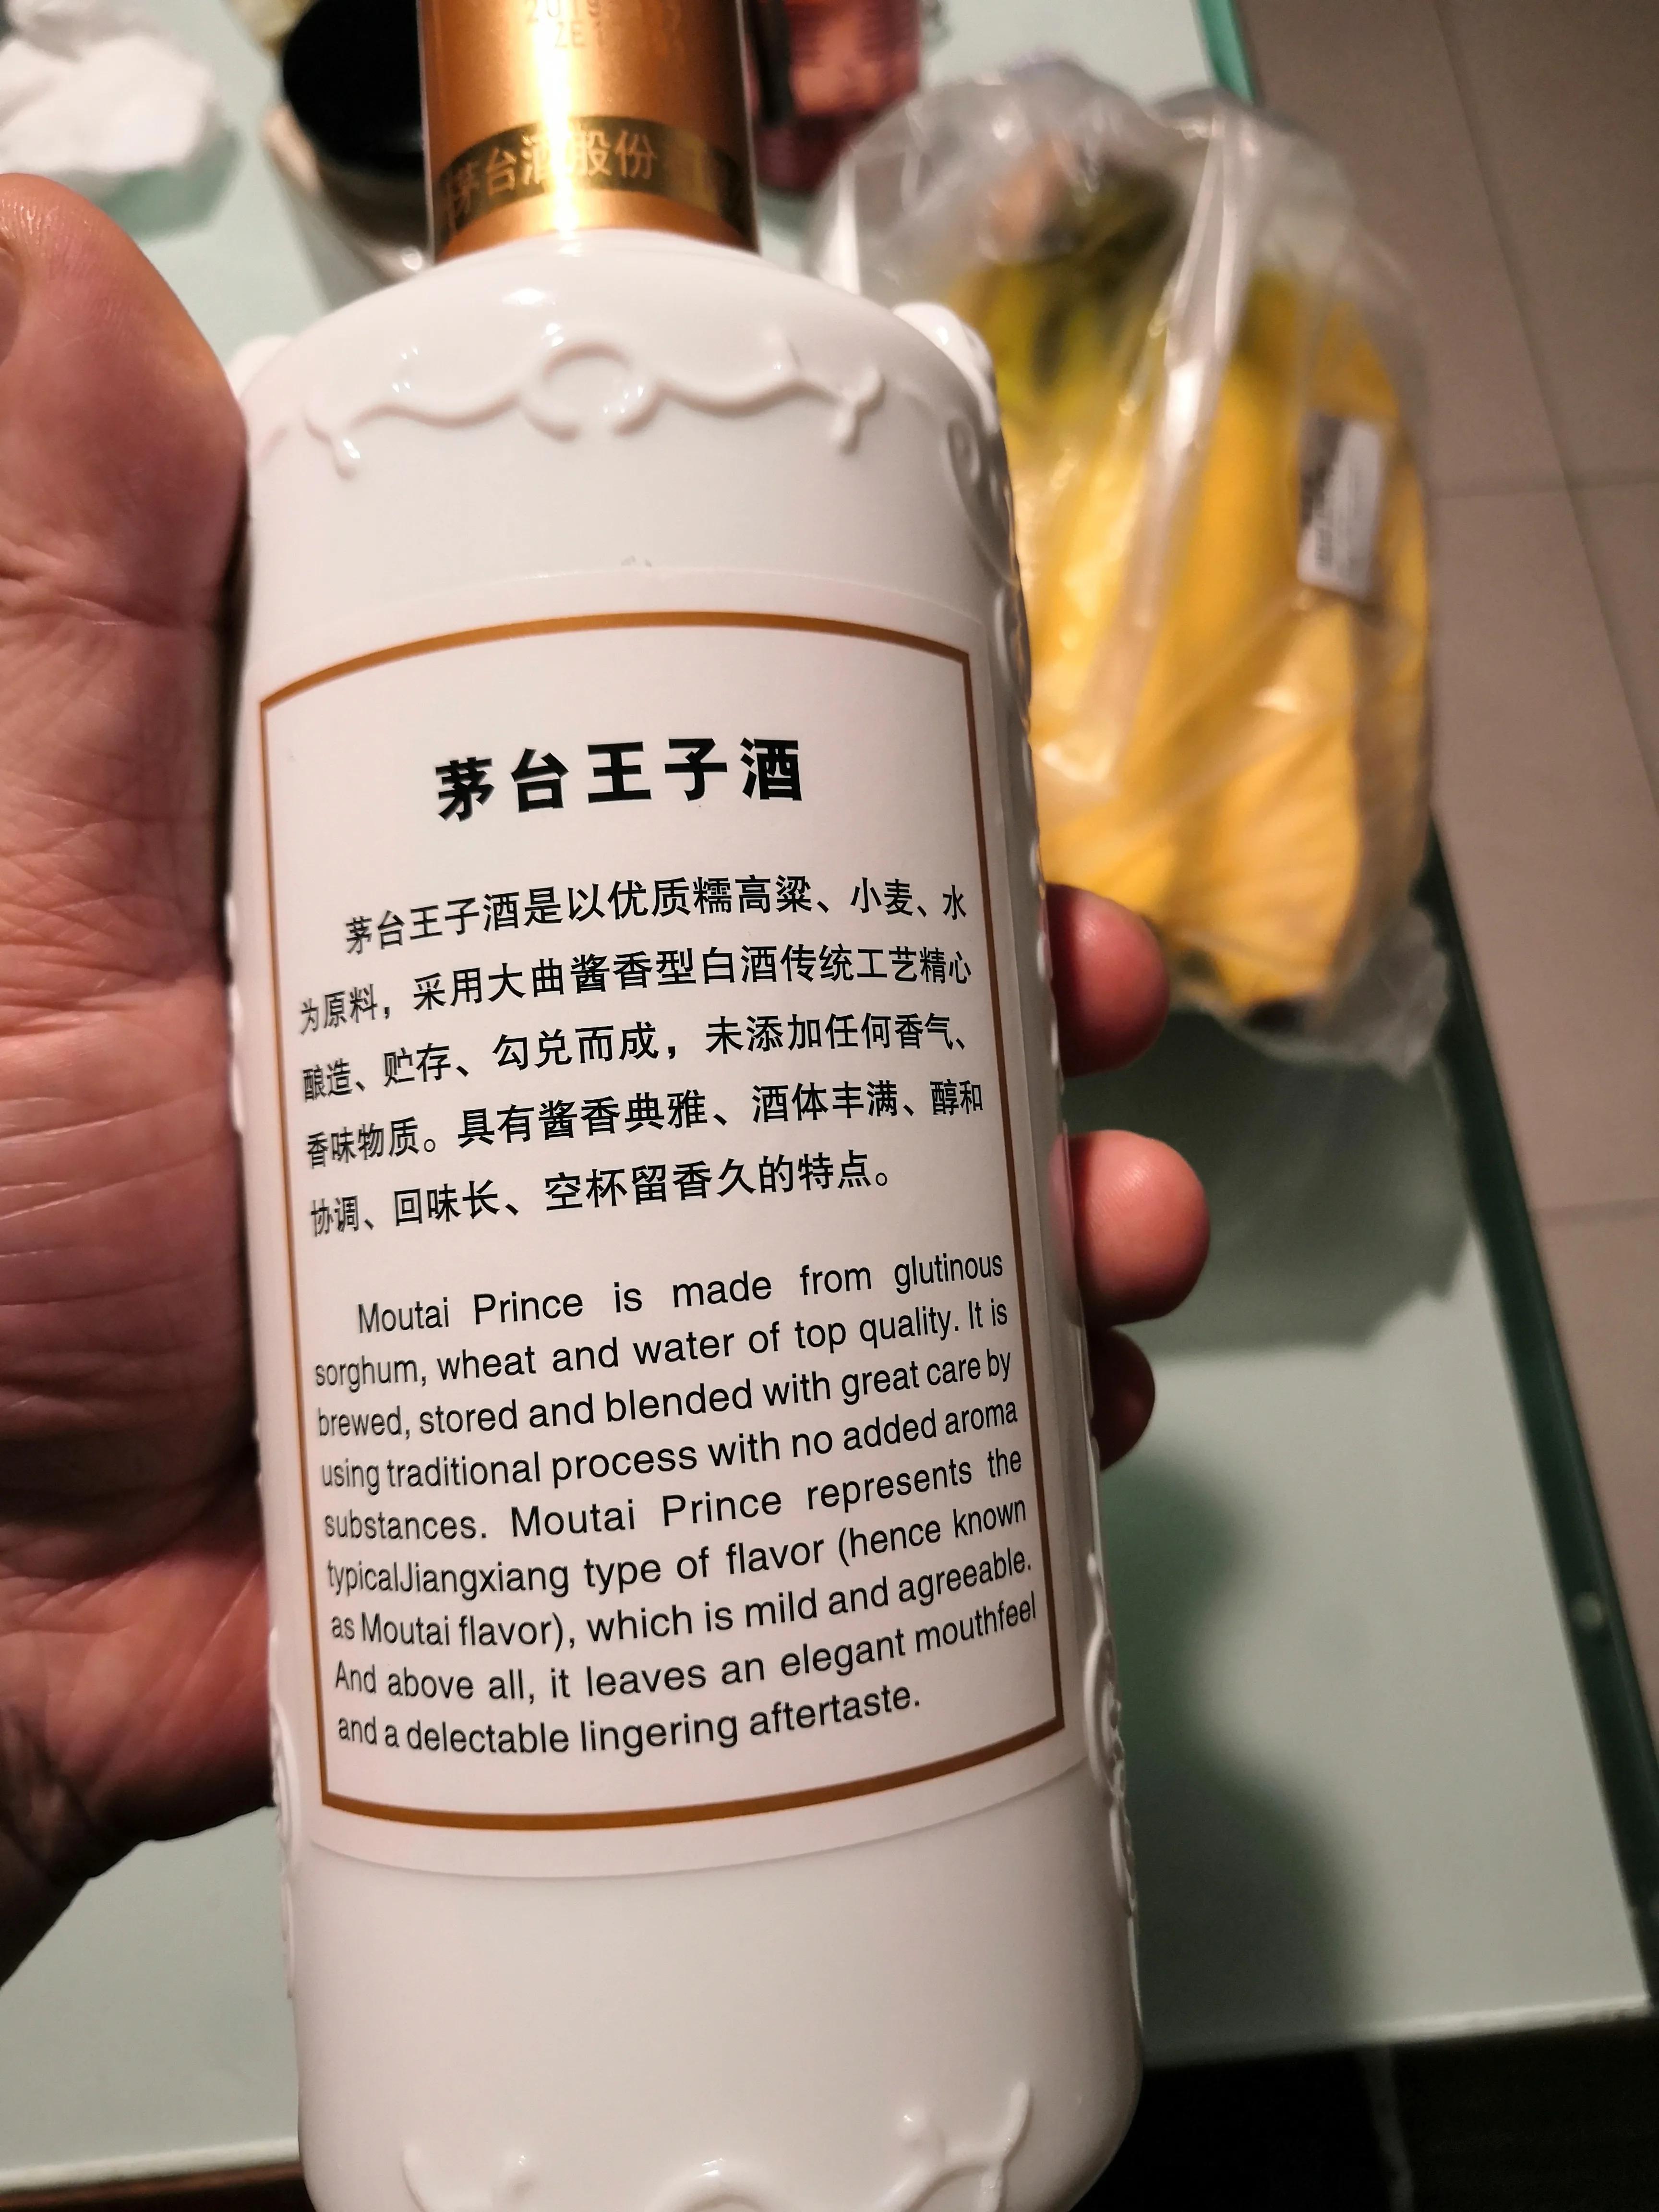 2019
茅台酒股份
茅台王子酒
茅台王子酒是以优质糯高粱、小麦、水
为原料，采用大曲酱香型白酒传统工艺精心
酿造、贮存、勾兑而成，未添加任何香气、
香味物质。具有酱香典雅、酒体丰满、醇和
协调、回味长、空杯留香久的特点。
Moutai Prince is made from glutinous
sorghum, wheat and water of top quality. It is
brewed, stored and blended with great care by
using traditional process with no added aroma
substances. Moutai Prince represents the
typicalJiangxiang type of flavor (hence known
as Moutai flavor), which is mild and agreeable.
And above all, it leaves an elegant mouthfeel
and a delectable lingering aftertaste.